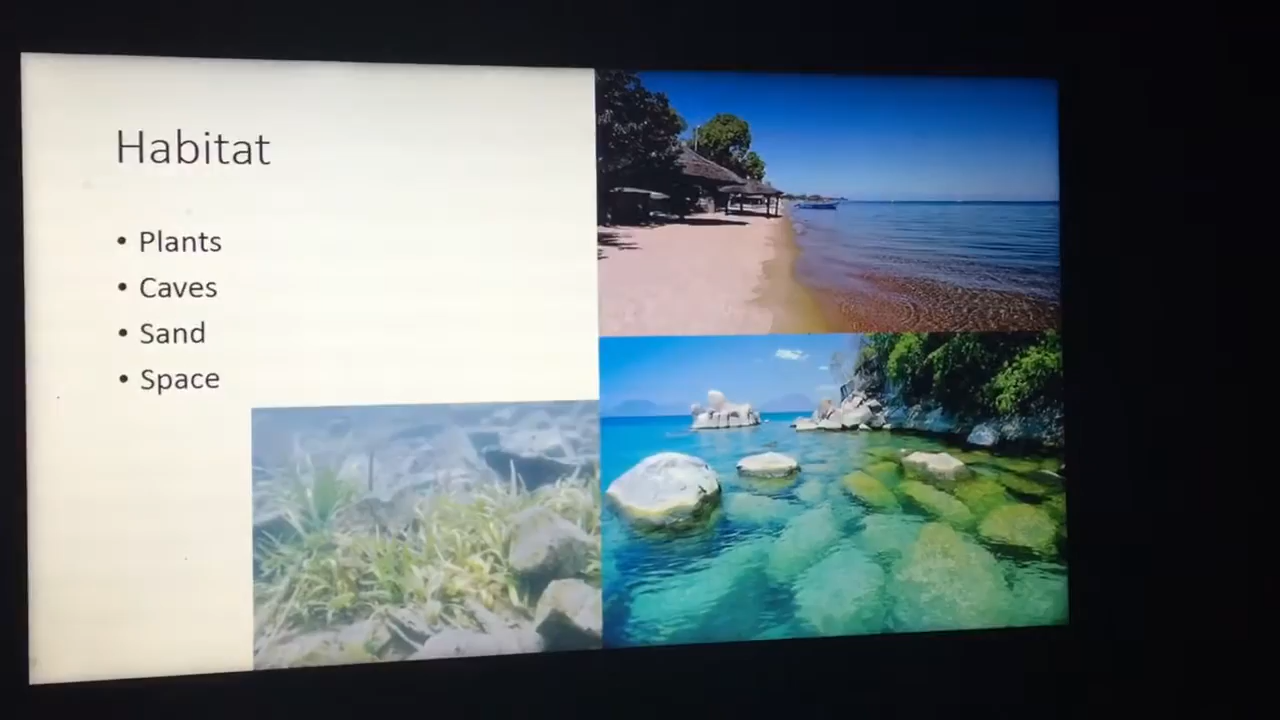 Habitat
• Plants
• Caves
• Sand
• Space